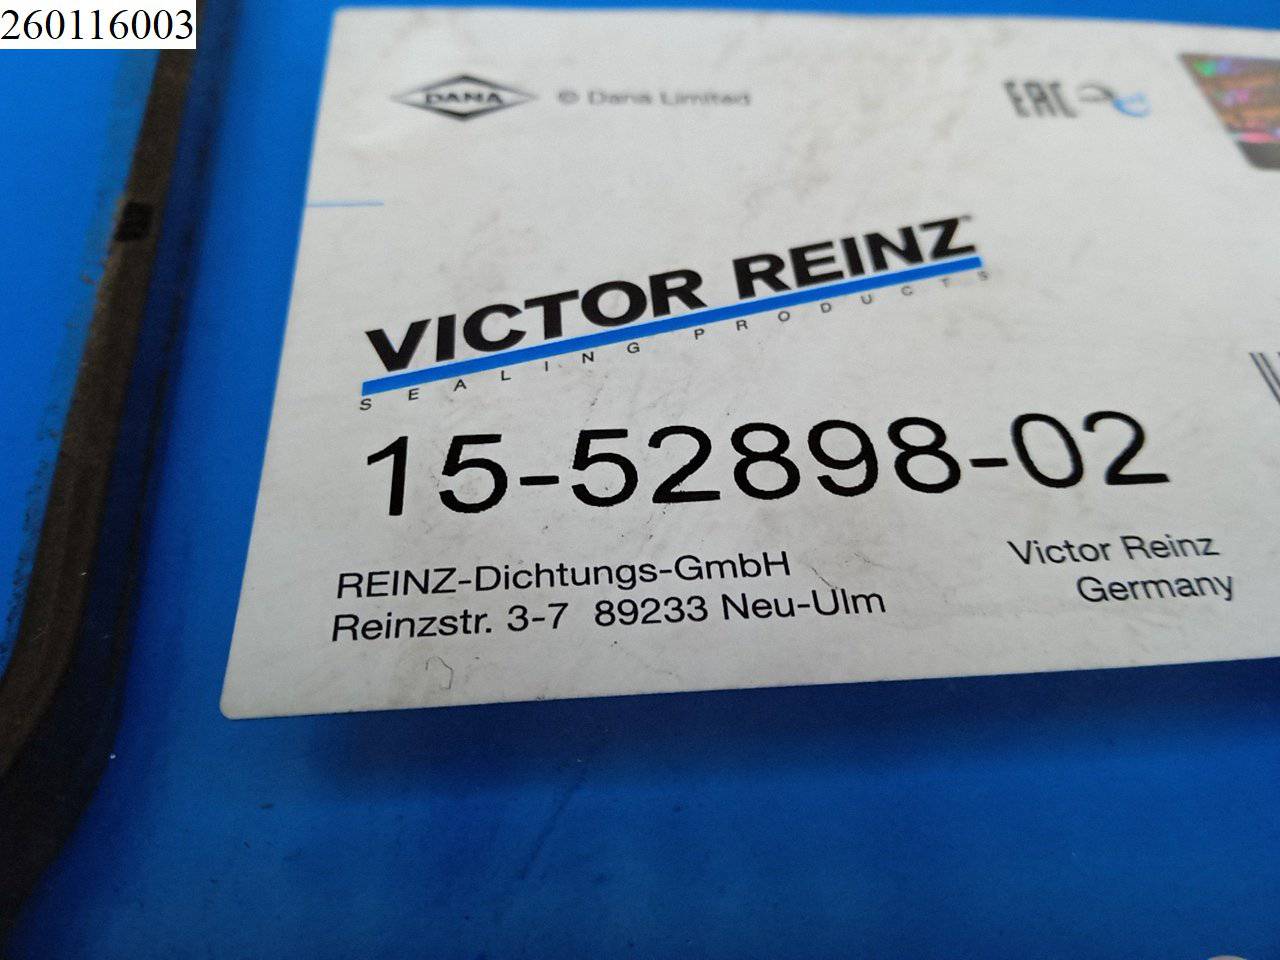 260116003
DANA © Dana Limited
EAC
VICTOR REINZ
SEALING PRODUCTS
15-52898-02
REINZ-Dichtungs-GmbH
Reinzstr. 3-7 89233 Neu-Ulm
Victor Reinz
Germany